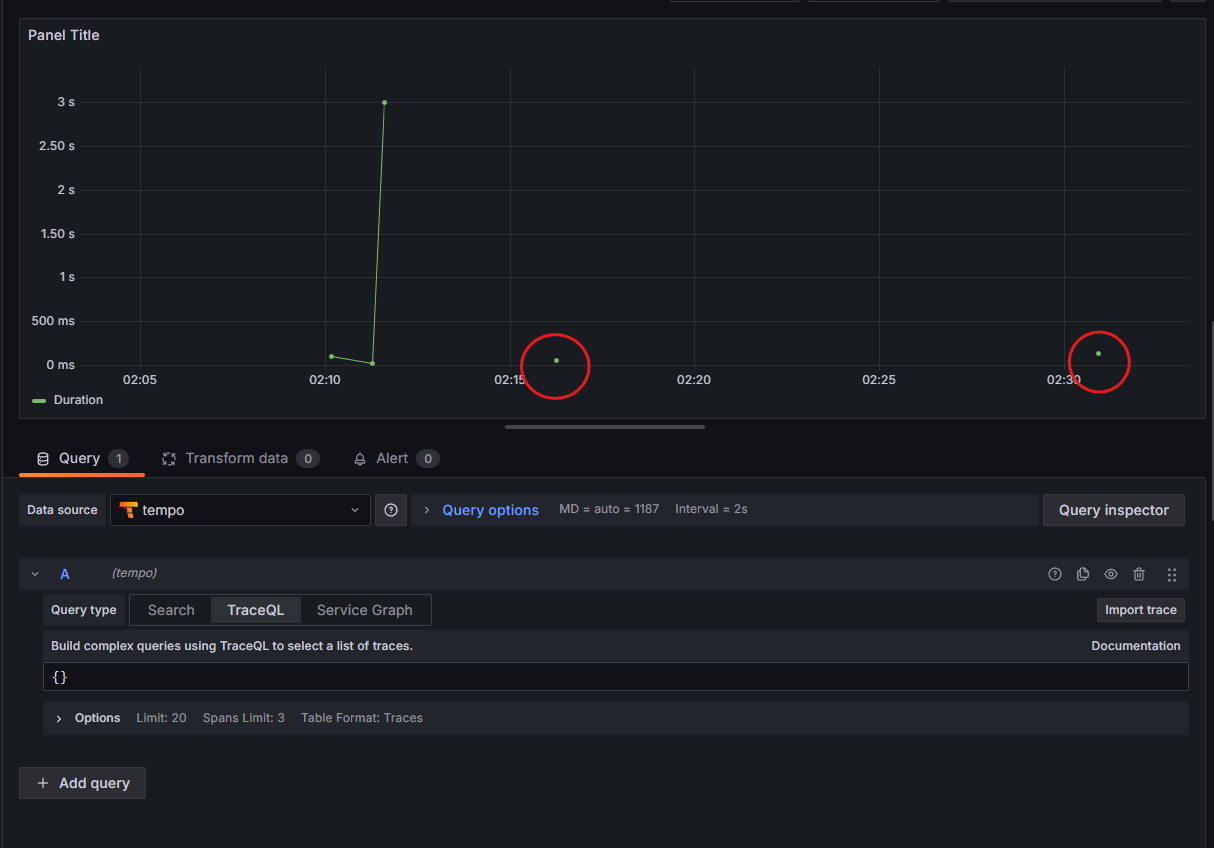 Panel Title
3 s
2.50 s
2 s
1.50 s
1 s
500 ms
0 ms
02:05 02:10 02:15 02:20 02:25 02:30
Duration
Query 1 Transform data 0 Alert 0
Data source tempo Query options MD = auto = 1187 Interval = 2s Query inspector
A (tempo)
Query type Search TraceQL Service Graph Import trace
Build complex queries using TraceQL to select a list of traces. Documentation
{}
Options Limit: 20 Spans Limit: 3 Table Format: Traces
+ Add query